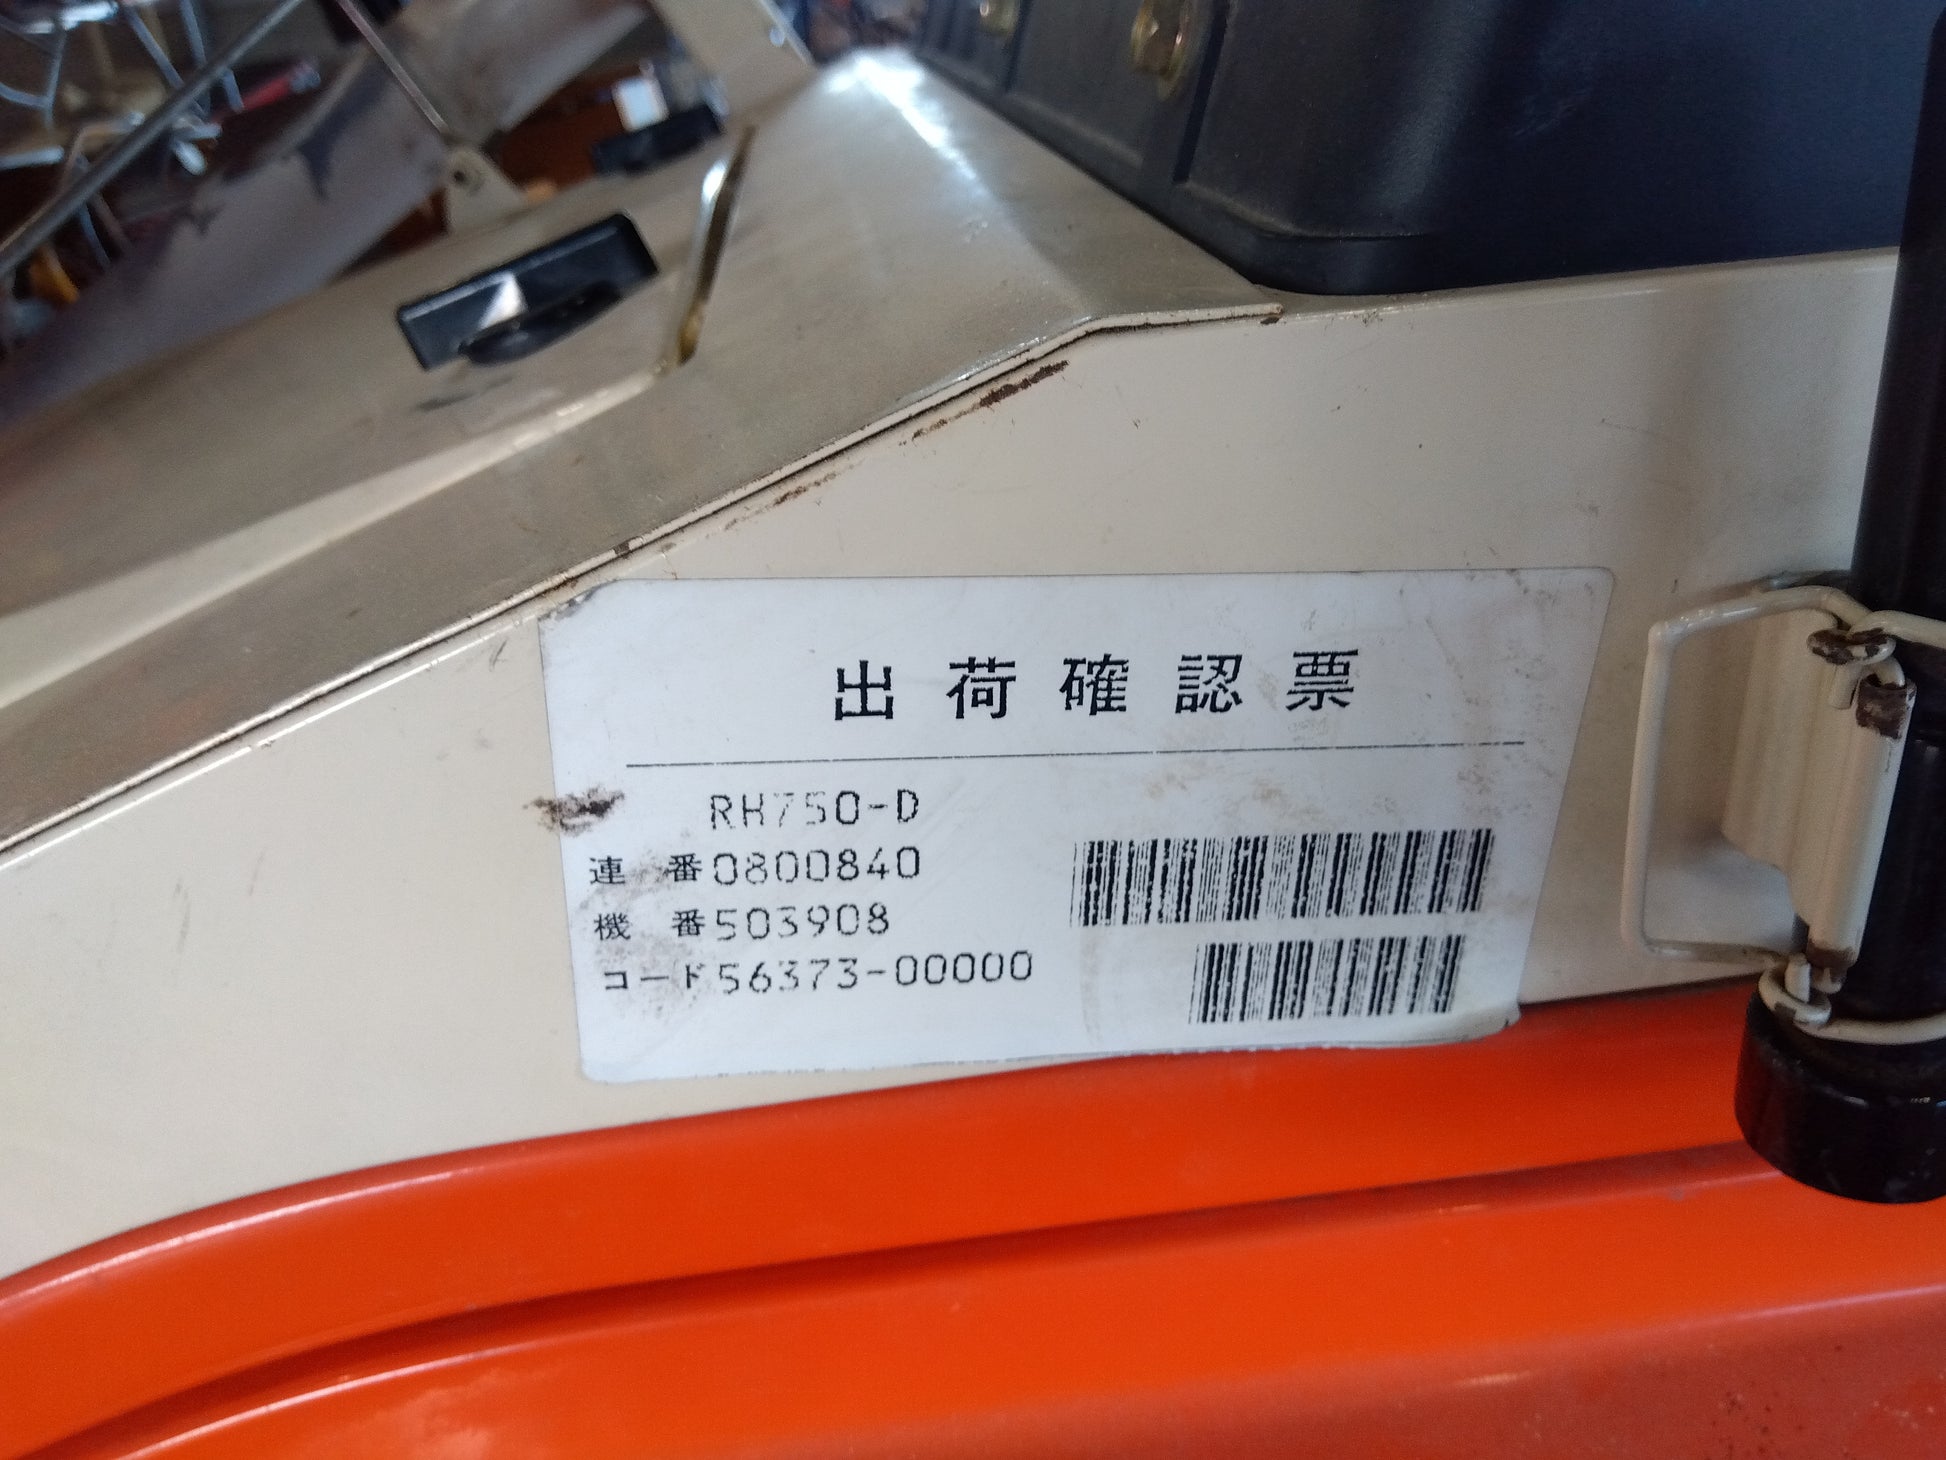 出荷確認票
RH750-D
連 番0800840
機 番503908
コード56373-00000